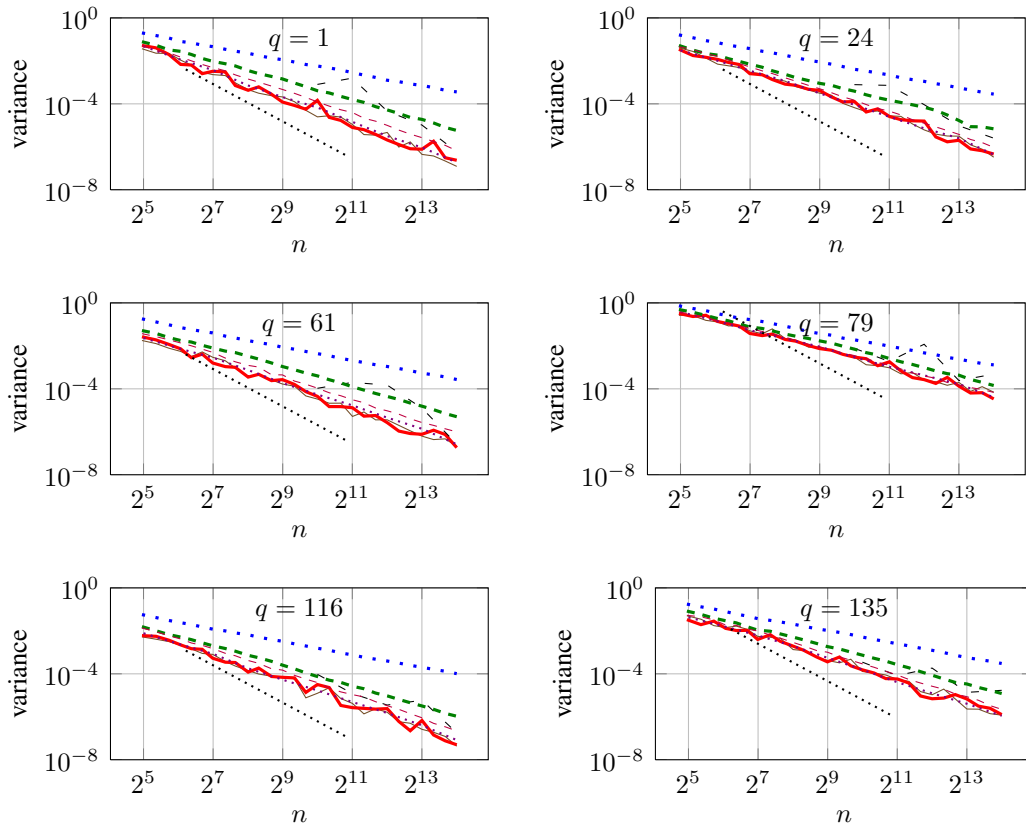 10^0 q = 1 10^0 q = 24
variance 10^−4 variance 10^−4
10^−8 10^−8
2^5 2^7 2^9 2^11 2^13 2^5 2^7 2^9 2^11 2^13
n n
10^0 q = 61 10^0 q = 79
variance 10^−4 variance 10^−4
10^−8 10^−8
2^5 2^7 2^9 2^11 2^13 2^5 2^7 2^9 2^11 2^13
n n
10^0 q = 116 10^0 q = 135
variance 10^−4 variance 10^−4
10^−8 10^−8
2^5 2^7 2^9 2^11 2^13 2^5 2^7 2^9 2^11 2^13
n n